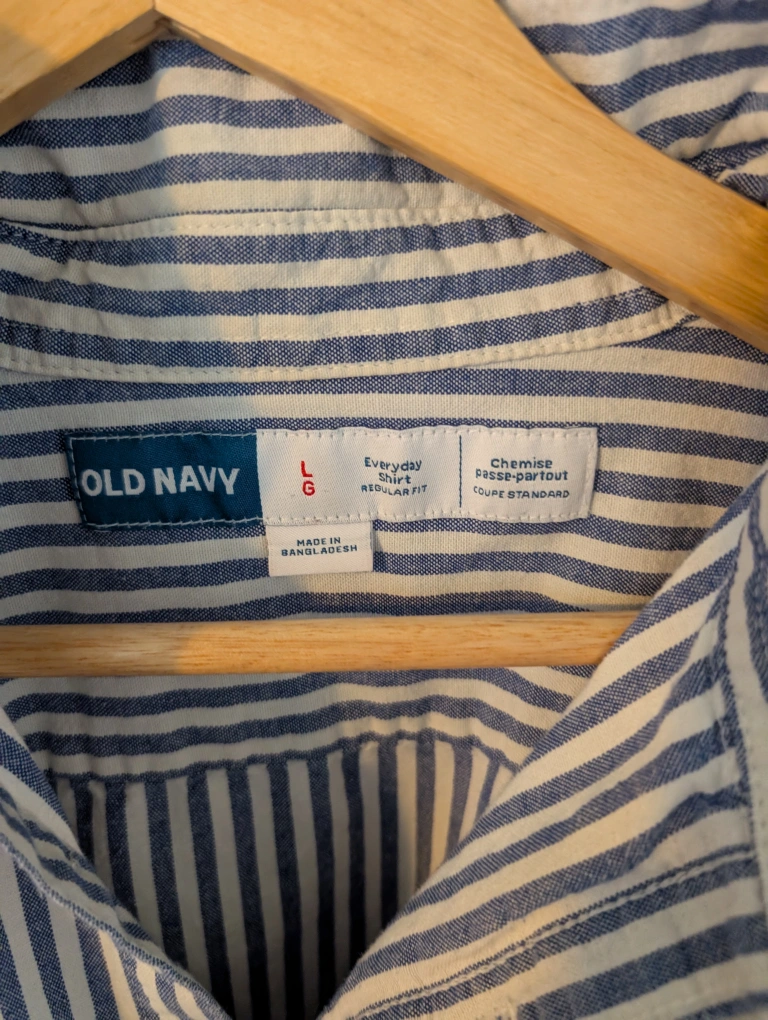 OLD NAVY
L
G
Everyday
Shirt
REGULAR FIT
Chemise
passe-partout
COUPE STANDARD
MADE IN
BANGLADESH